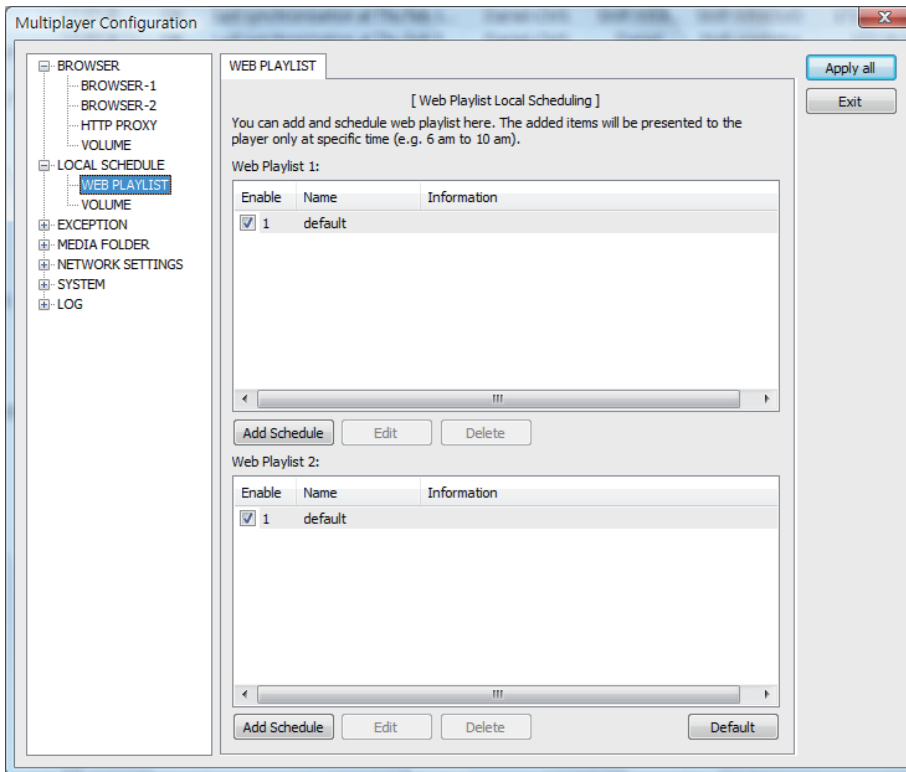 Multiplayer Configuration
BROWSER
BROWSER-1
BROWSER-2
HTTP PROXY
VOLUME
LOCAL SCHEDULE
WEB PLAYLIST
VOLUME
EXCEPTION
MEDIA FOLDER
NETWORK SETTINGS
SYSTEM
LOG
WEB PLAYLIST
[ Web Playlist Local Scheduling ]
You can add and schedule web playlist here. The added items will be presented to the
player only at specific time (e.g. 6 am to 10 am).
Web Playlist 1:
Enable Name Information
1 default
Add Schedule Edit Delete
Web Playlist 2:
Enable Name Information
1 default
Add Schedule Edit Delete Default
Apply all
Exit